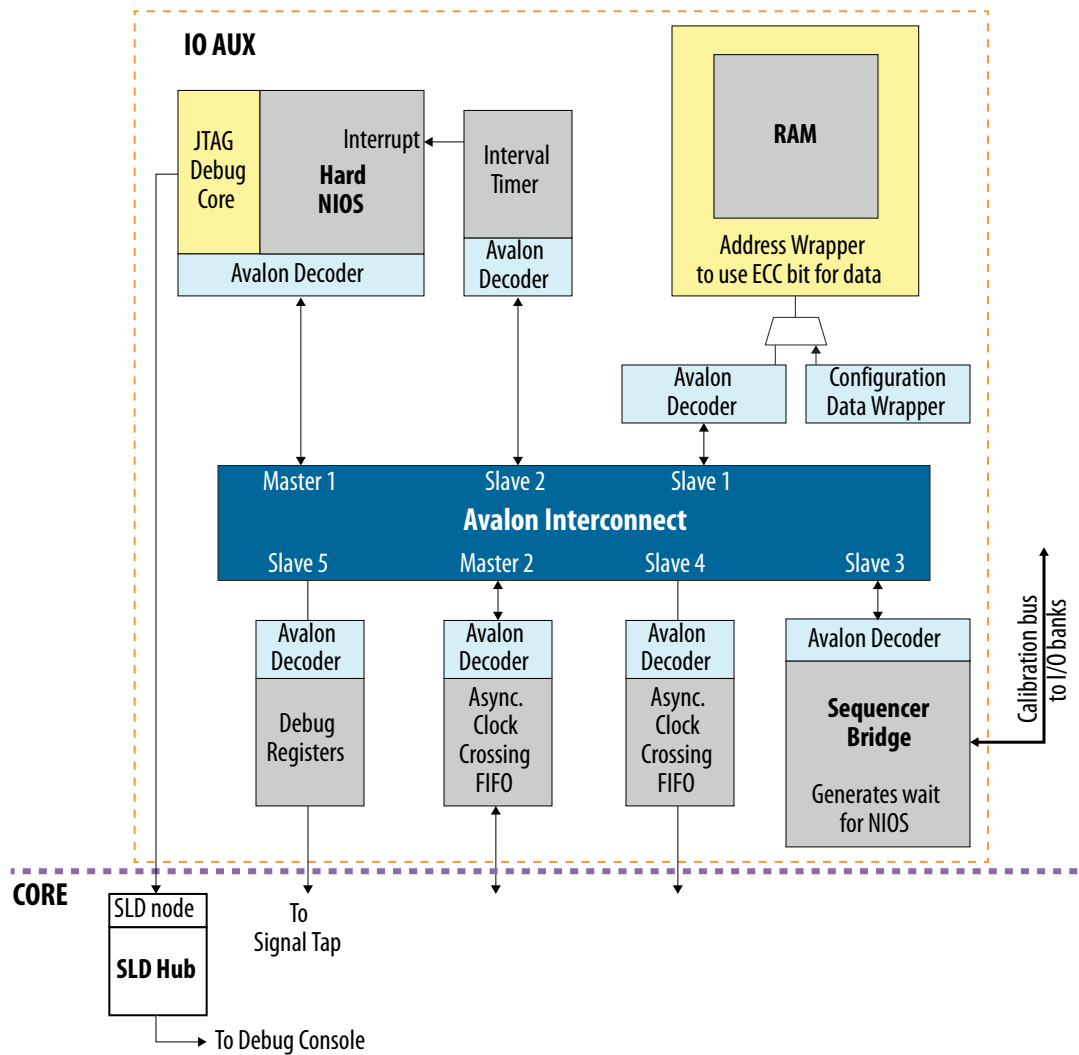 IO AUX
JTAG
Debug
Core
Interrupt
Hard
NIOS
Avalon Decoder
Interval
Timer
Avalon
Decoder
RAM
Address Wrapper
to use ECC bit for data
Avalon
Decoder
Configuration
Data Wrapper
Master 1
Slave 2
Slave 1
Avalon Interconnect
Slave 5
Master 2
Slave 4
Slave 3
Avalon
Decoder
Debug
Registers
Avalon
Decoder
Async.
Clock
Crossing
FIFO
Avalon
Decoder
Async.
Clock
Crossing
FIFO
Avalon Decoder
Sequencer
Bridge
Generates wait
for NIOS
Calibration bus
to I/O banks
CORE
SLD node
SLD Hub
To
Signal Tap
To Debug Console